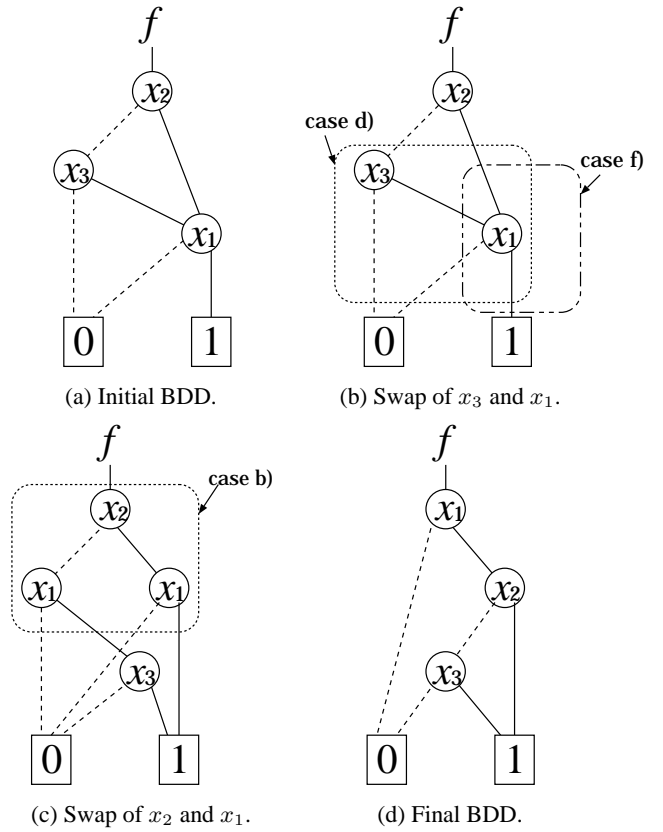 f f
x2 x2
case d)
case f)
x3 x3
x1 x1
0 1 0 1
(a) Initial BDD. (b) Swap of x3 and x1.
f f
case b)
x2 x1
x1 x1 x2
x3 x3
0 1 0 1
(c) Swap of x2 and x1. (d) Final BDD.